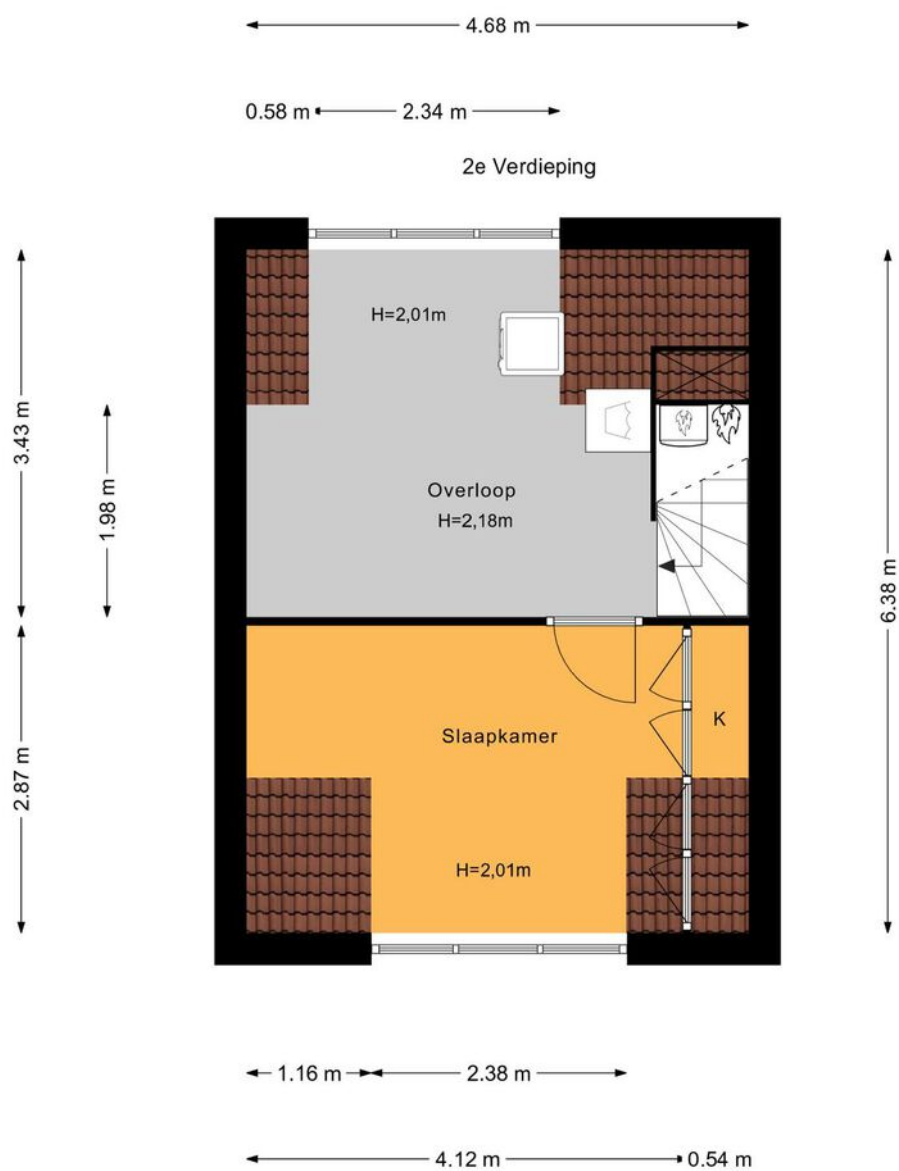 4.68 m
0.58 m 2.34 m
2e Verdieping
H=2,01m
3.43 m
1.98 m
Overloop
H=2,18m
6.38 m
2.87 m
Slaapkamer
K
H=2,01m
1.16 m 2.38 m
4.12 m 0.54 m